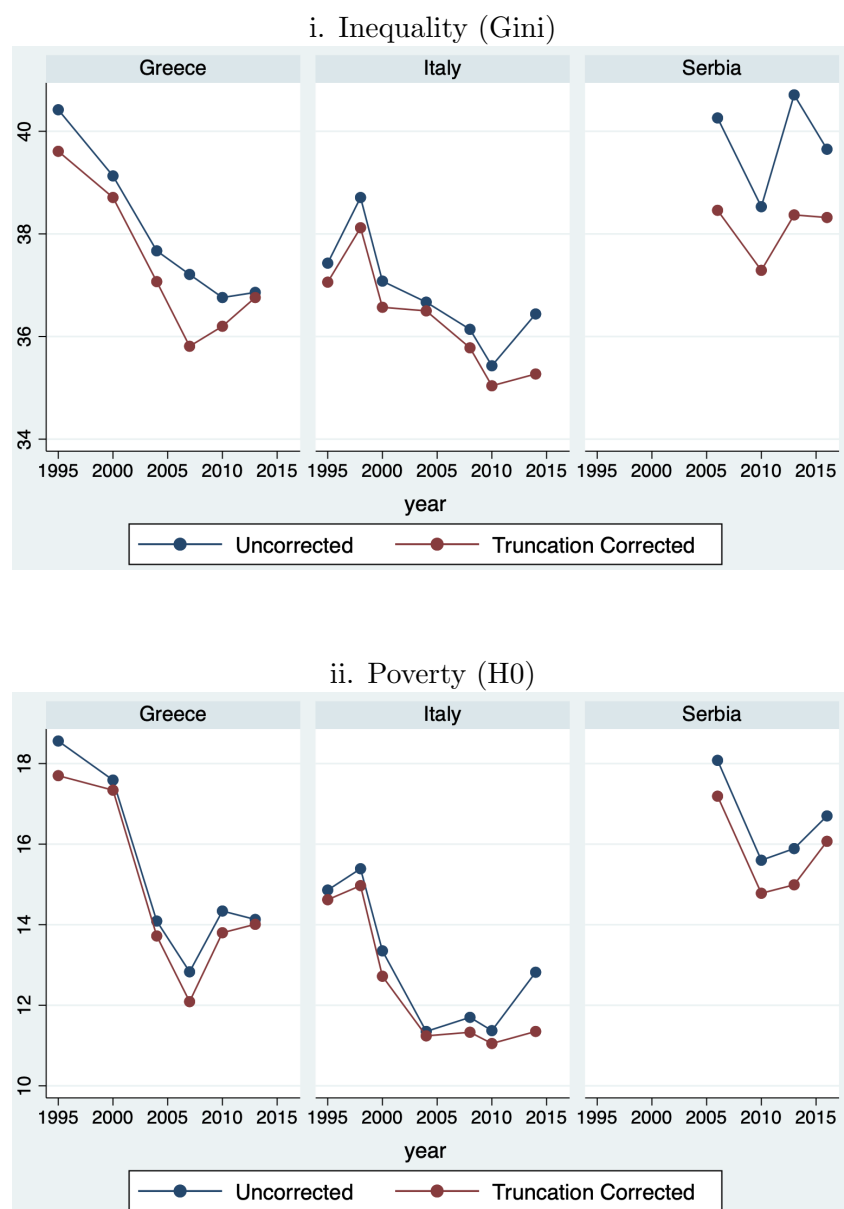 i. Inequality (Gini)
Greece Italy Serbia
40
38
36
34
1995 2000 2005 2010 2015 1995 2000 2005 2010 2015 1995 2000 2005 2010 2015
year
Uncorrected Truncation Corrected
ii. Poverty (H0)
Greece Italy Serbia
18
16
14
12
10
1995 2000 2005 2010 2015 1995 2000 2005 2010 2015 1995 2000 2005 2010 2015
year
Uncorrected Truncation Corrected